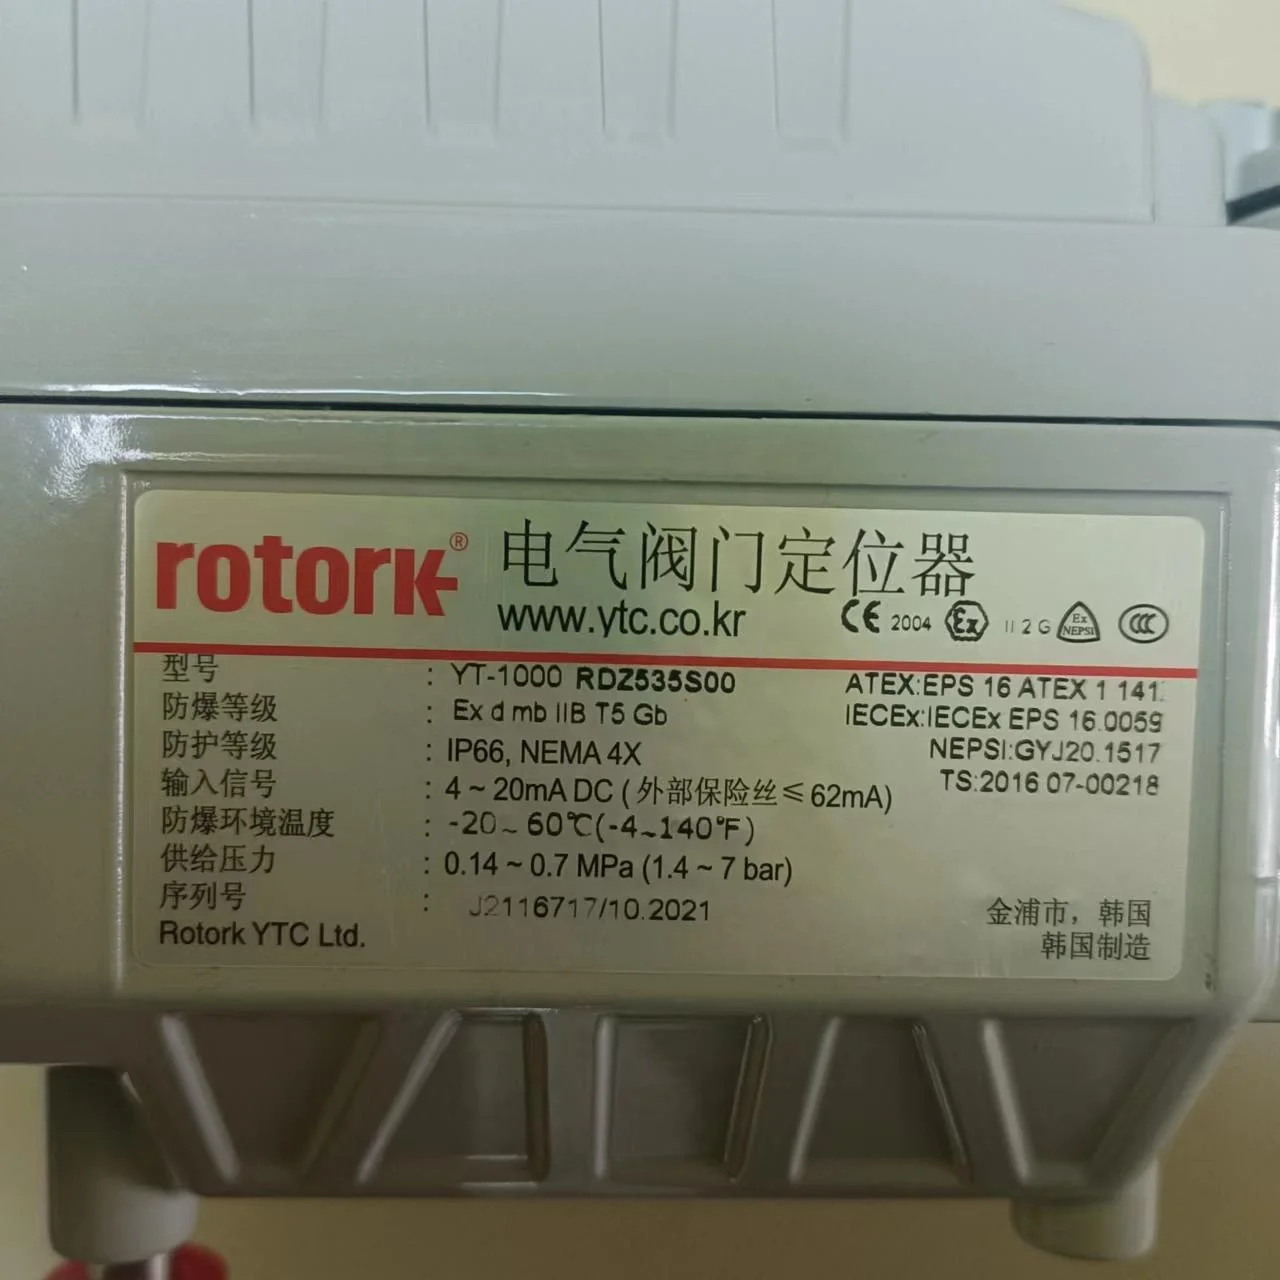 rotork® 电气阀门定位器
www.ytc.co.kr CE 2004 Ex II 2 G Ex NEPSI CCC
型号 : YT-1000 RDZ535S00 ATEX:EPS 16 ATEX 1 141
防爆等级 : Ex d mb IIB T5 Gb IECEx:IECEx EPS 16.0059
防护等级 : IP66, NEMA 4X NEPSI:GYJ20.1517
输入信号 : 4 ~ 20mA DC (外部保险丝 ≤ 62mA) TS:2016 07-00218
防爆环境温度 : -20~ 60℃(-4~140℉)
供给压力 : 0.14 ~ 0.7 MPa (1.4 ~ 7 bar)
序列号 : J2116717/10.2021 金浦市，韩国
Rotork YTC Ltd. 韩国制造